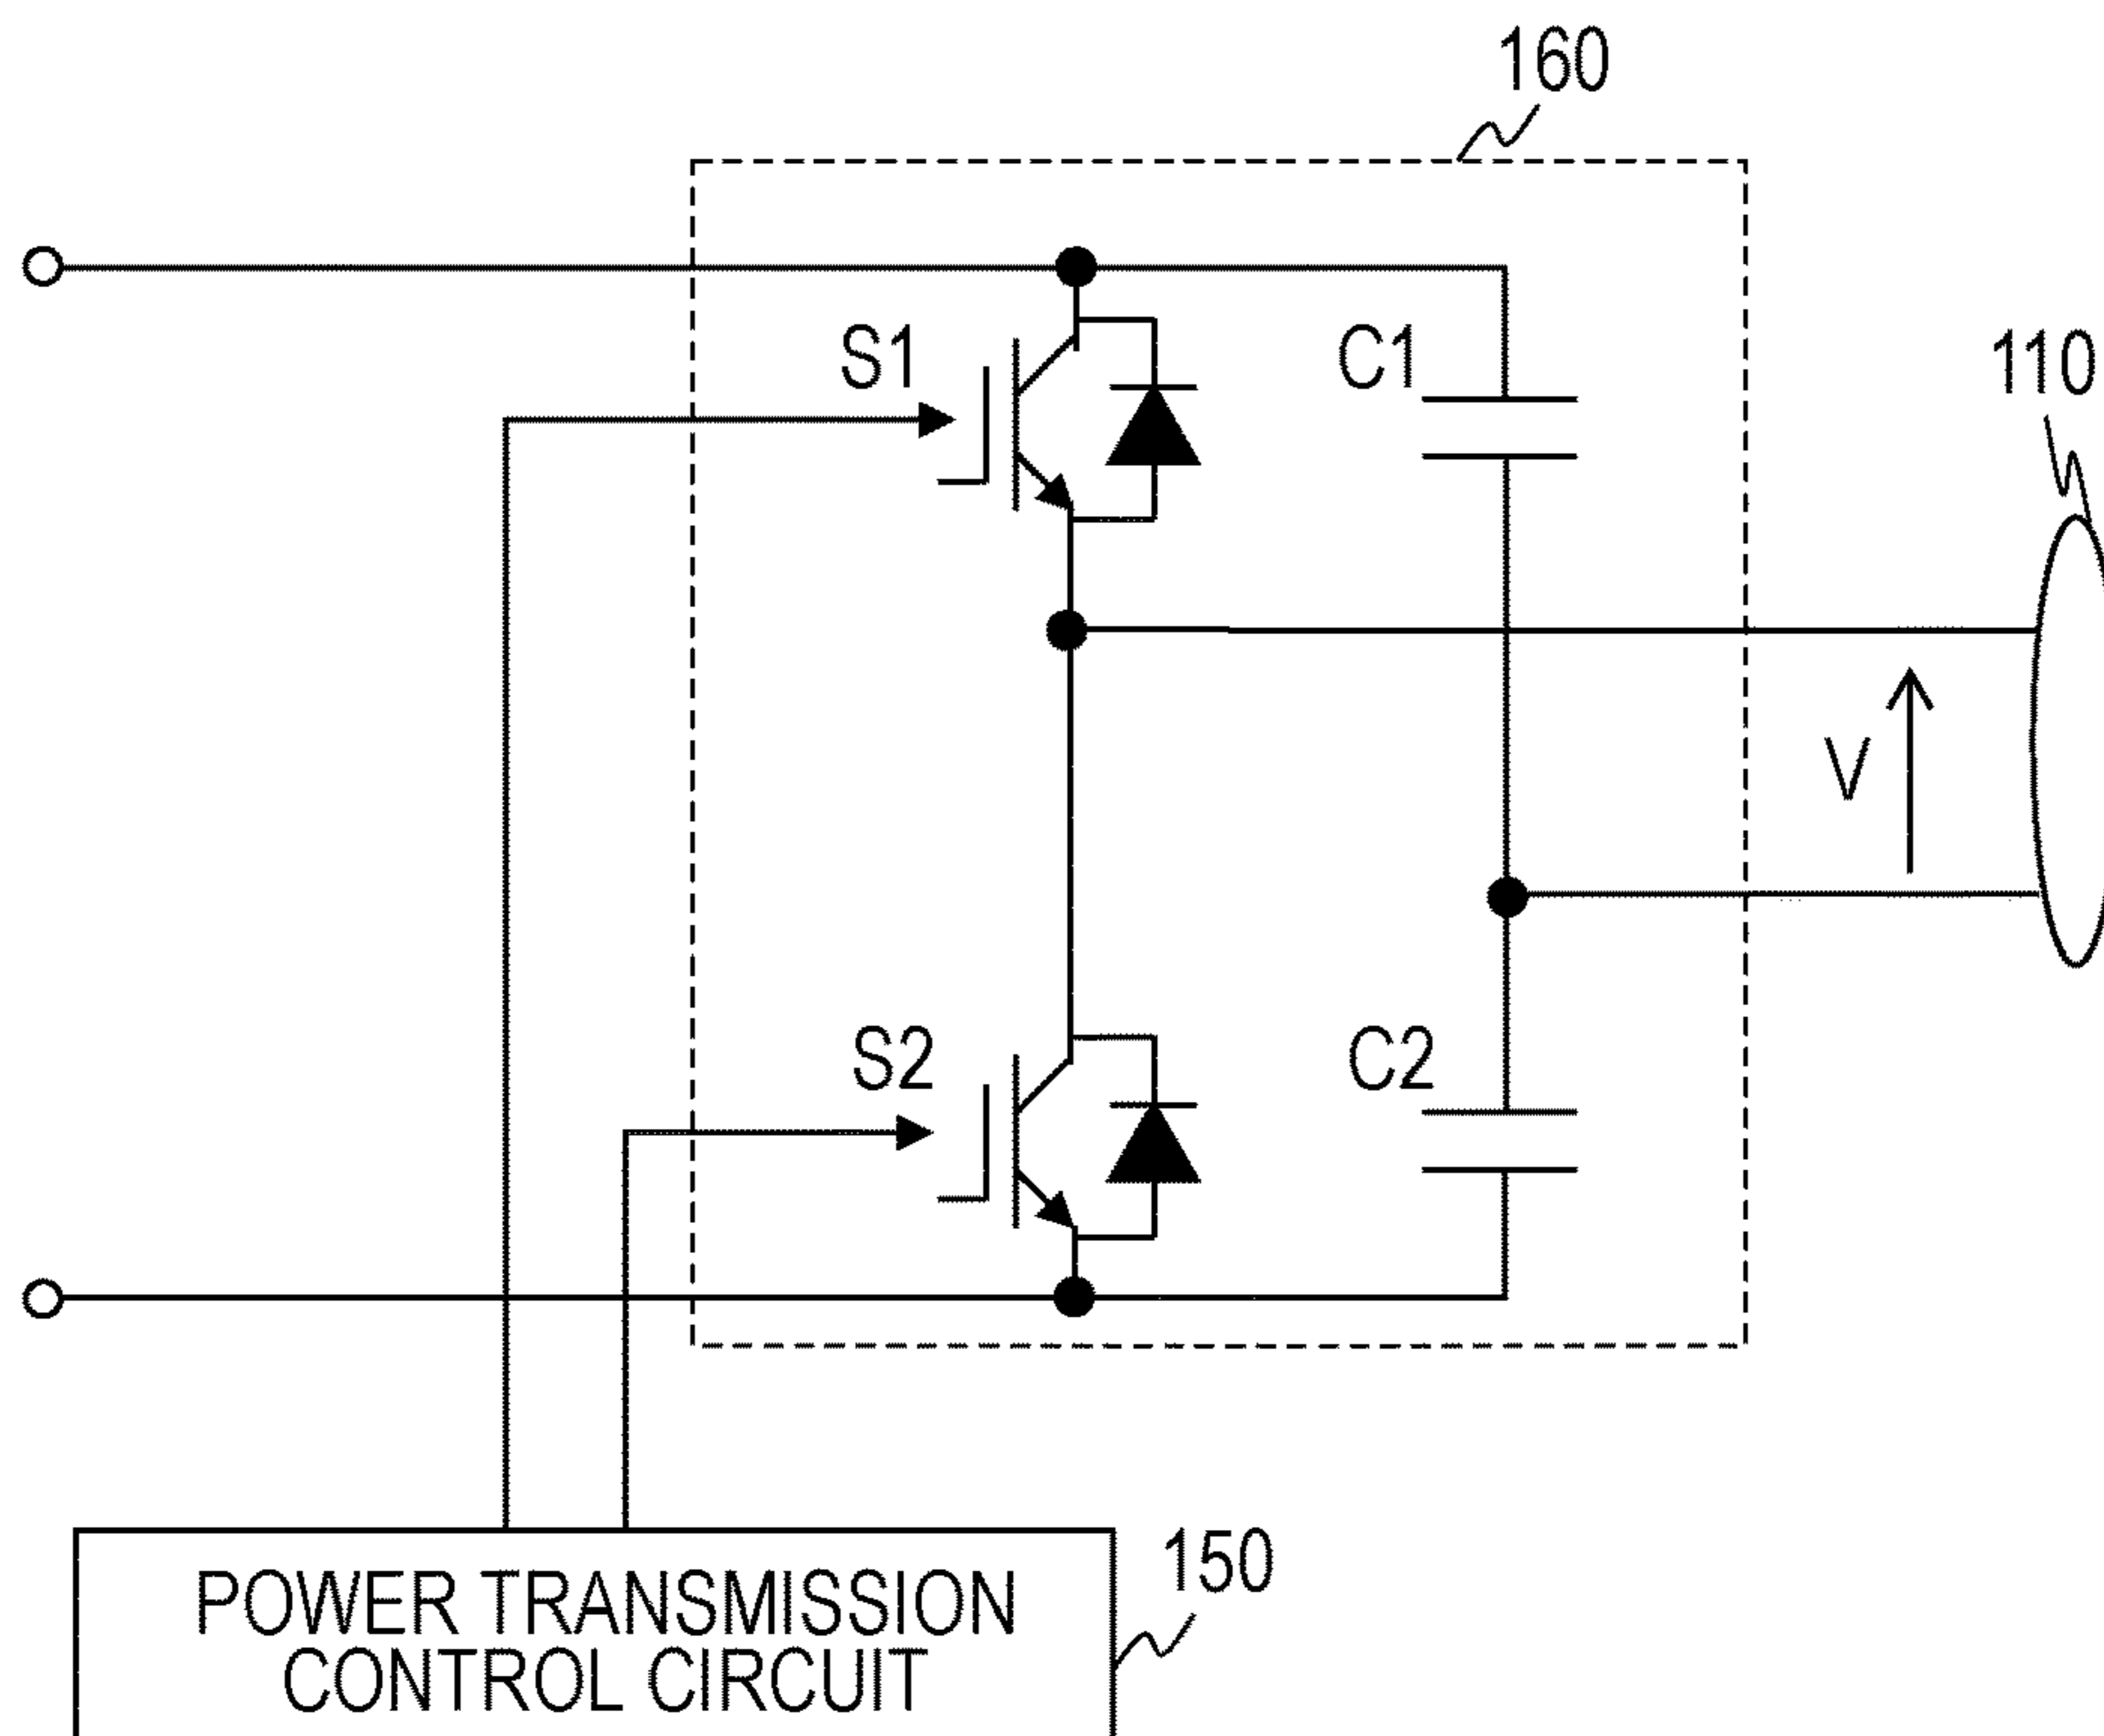 160
S1
C1
110
V
S2
C2
150
POWER TRANSMISSION
CONTROL CIRCUIT